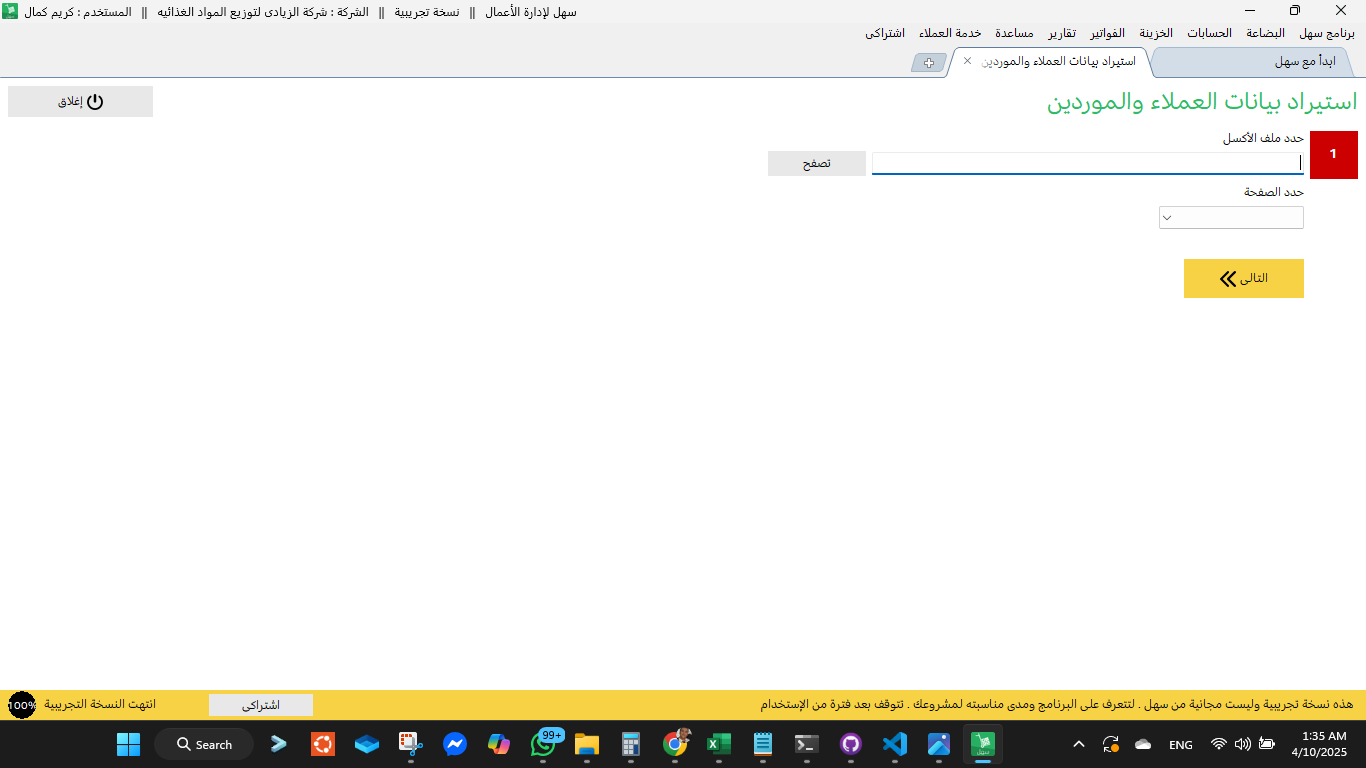 سهل لإدارة الأعمال || نسخة تجريبية || الشركة : شركة الزيادى لتوزيع المواد الغذائيه || المستخدم : كريم كمال
برنامج سهل البضاعة الحسابات الخزينة الفواتير تقارير مساعدة خدمة العملاء اشتراكى
ابدأ مع سهل استيراد بيانات العملاء والموردين
استيراد بيانات العملاء والموردين إغلاق
1 حدد ملف الأكسل
تصفح
حدد الصفحة
التالى
هذه نسخة تجريبية وليست مجانية من سهل . لتتعرف على البرنامج ومدى مناسبته لمشروعك . تتوقف بعد فترة من الإستخدام اشتراكى انتهت النسخة التجريبية 100%
Search 99+ سهل ENG 1:35 AM
4/10/2025